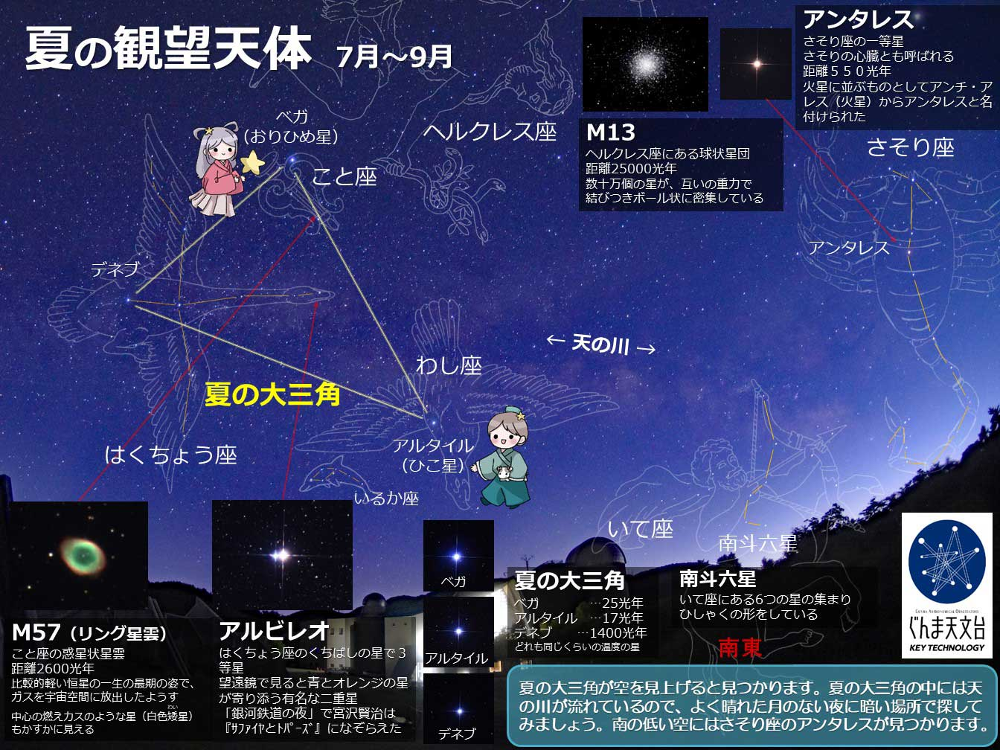 夏の観望天体 7月～9月
アンタレス
さそり座の一等星
さそりの心臓とも呼ばれる
距離５５０光年
火星に並ぶものとしてアンチ・ア
レス（火星）からアンタレスと名
付けられた
M13
ヘルクレス座にある球状星団
距離25000光年
数十万個の星が、互いの重力で
結びつきボール状に密集している
ベガ
（おりひめ星）
こと座
ヘルクレス座
さそり座
アンタレス
デネブ
← 天の川 →
わし座
夏の大三角
アルタイル
（ひこ星）
はくちょう座
いるか座
いて座
南斗六星
M57（リング星雲）
こと座の惑星状星雲
距離2600光年
比較的軽い恒星の一生の最期の姿で、
ガスを宇宙空間に放出したようす
わい
中心の燃えカスのような星（白色矮星）
もかすかに見える
アルビレオ
はくちょう座のくちばしの星で３
等星
望遠鏡で見ると青とオレンジの星
が寄り添う有名な二重星
「銀河鉄道の夜」で宮沢賢治は
『ｻﾌｧｲﾔとﾄﾊﾟｰｽﾞ』になぞらえた
ベガ
アルタイル
デネブ
夏の大三角
ベガ …25光年
アルタイル …17光年
デネブ …1400光年
どれも同じくらいの温度の星
南斗六星
いて座にある6つの星の集まり
ひしゃくの形をしている
南東
GUNMA ASTRONOMICAL OBSERVATORY
ぐんま天文台
KEY TECHNOLOGY
夏の大三角が空を見上げると見つかります。夏の大三角の中には天
の川が流れているので、よく晴れた月のない夜に暗い場所で探して
みましょう。南の低い空にはさそり座のアンタレスが見つかります。